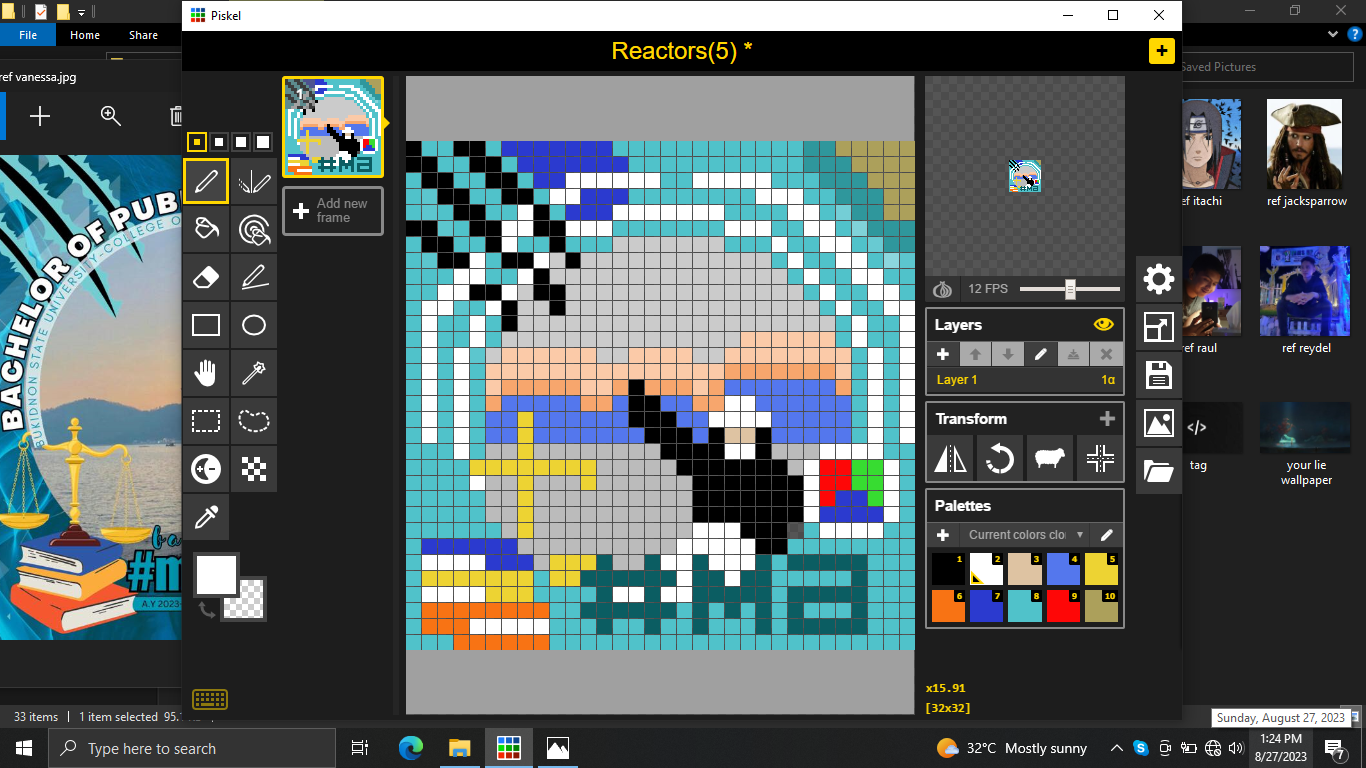 Piskel
File
Home
Share
Reactors(5) *
+
ref vanessa.jpg
Saved Pictures
1
Add new
frame
BACHELOR OF PUB
BUKIDNON STATE UNIVERSITY-COLLEGE O
#MB
12 FPS
ref itachi
ref jacksparrow
Layers
Layer 1
1α
ref raul
ref reydel
Transform
</>
tag
your lie
wallpaper
Palettes
Current colors clo
1
2
3
4
5
6
7
8
9
10
#m
A.Y 2023-
x15.91
[32x32]
33 items
1 item selected
95.
Sunday, August 27, 2023
Type here to search
32°C Mostly sunny
1:24 PM
8/27/2023
7